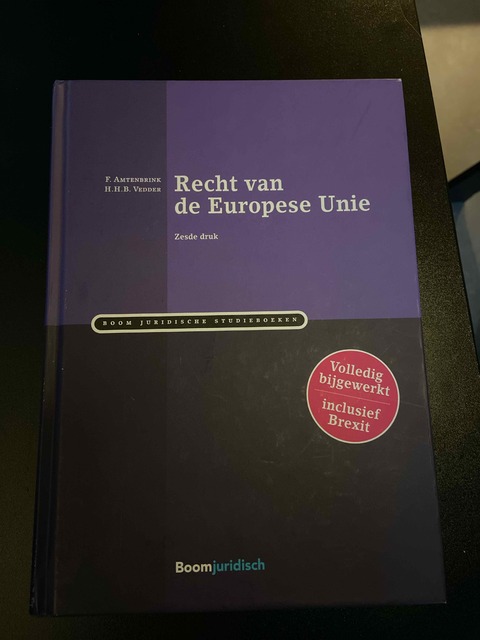 F. Amtenbrink
H.H.B. Vedder
Recht van
de Europese Unie
Zesde druk
BOOM JURIDISCHE STUDIEBOEKEN
Volledig
bijgewerkt
inclusief
Brexit
Boomjuridisch